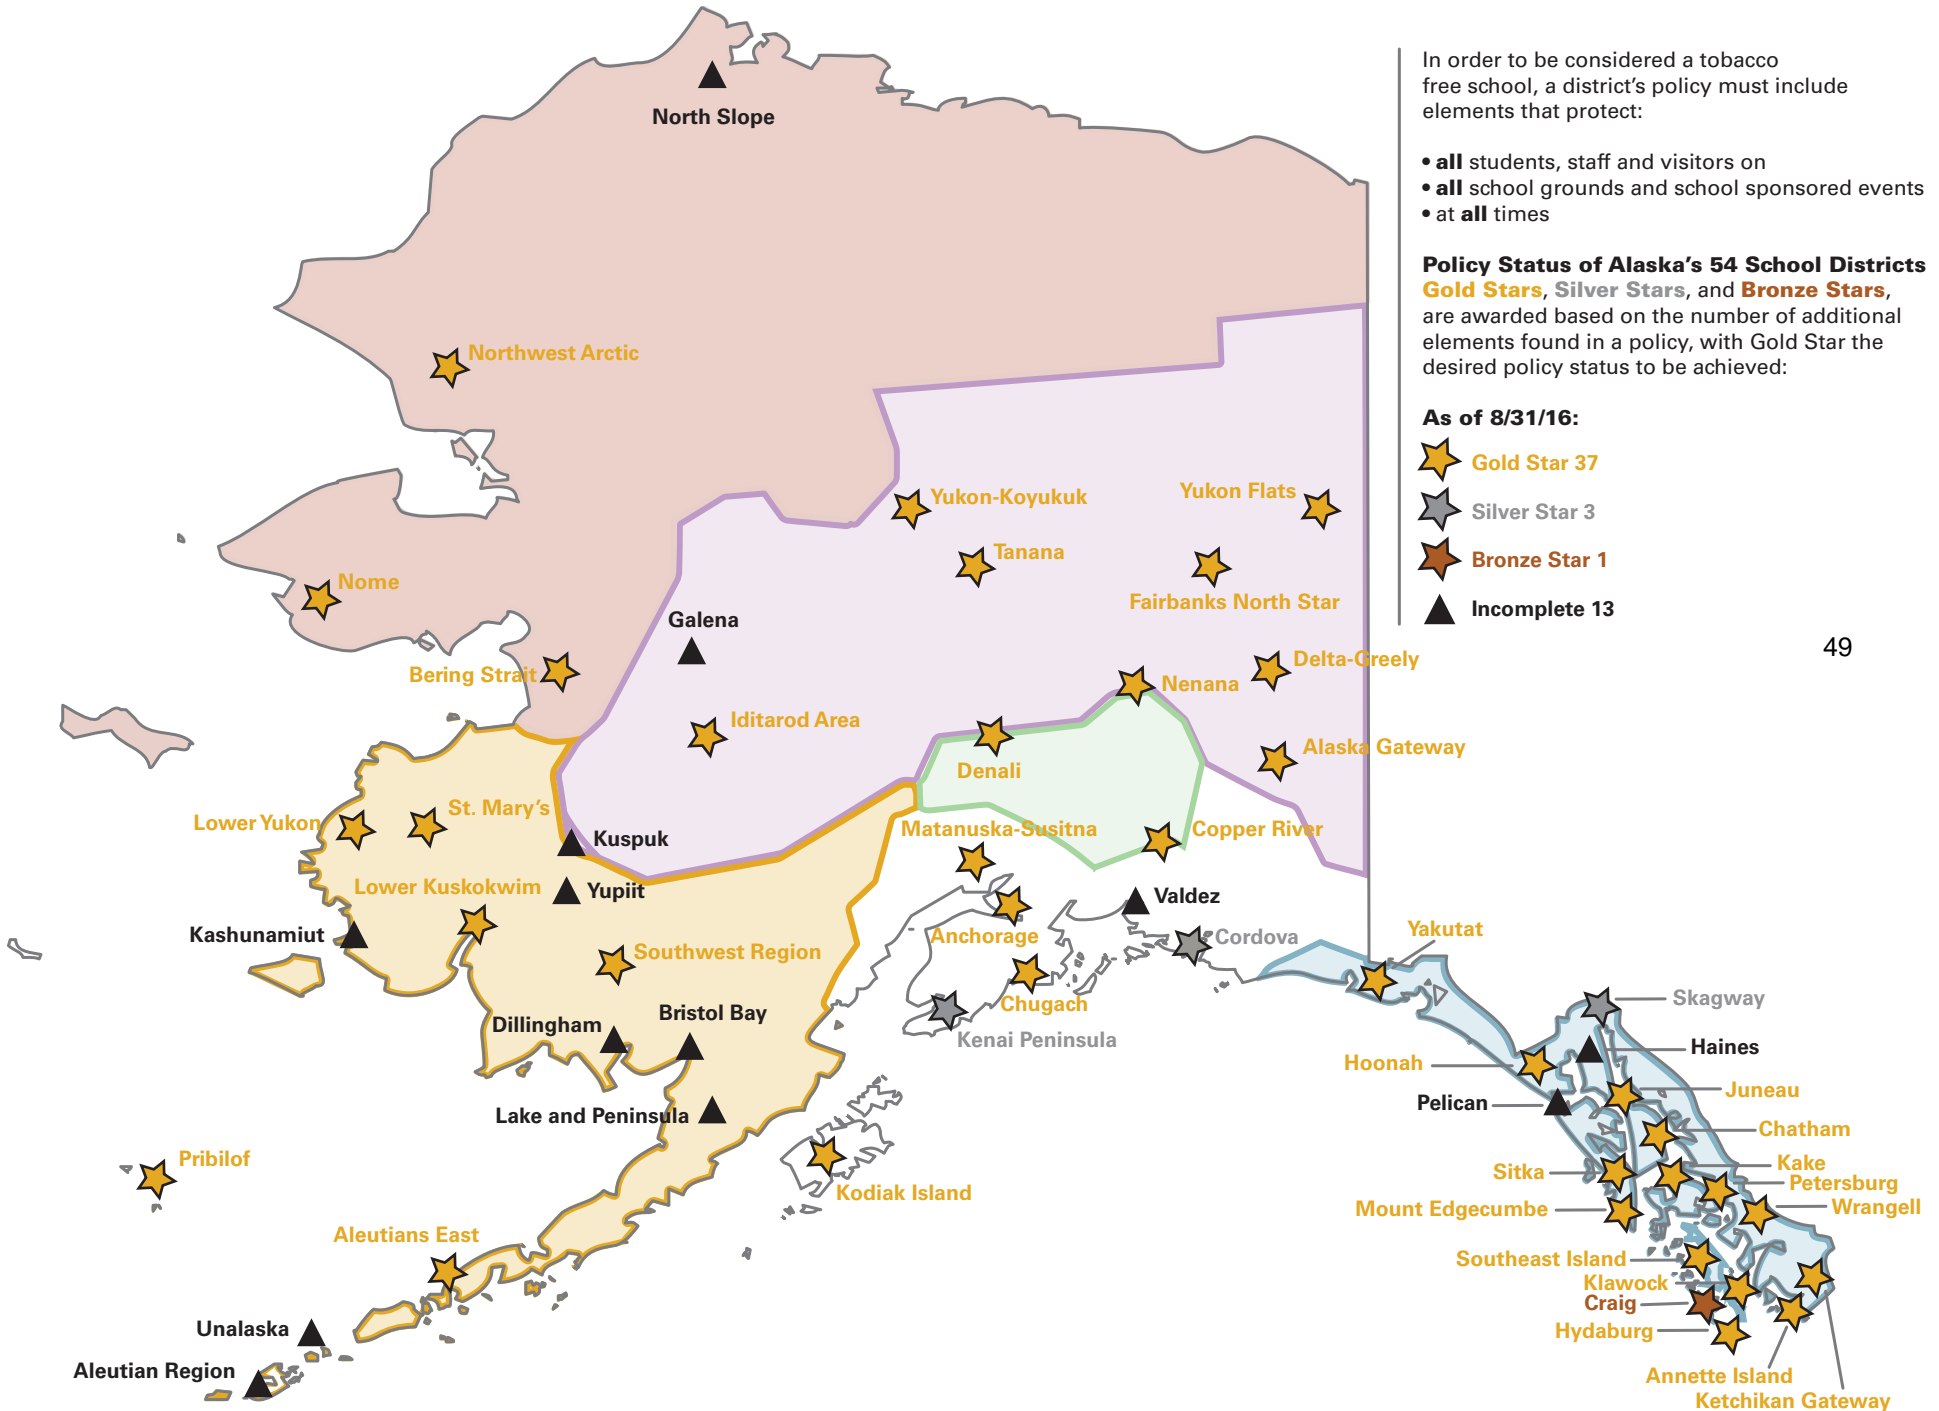 In order to be considered a tobacco
free school, a district's policy must include
elements that protect:
• all students, staff and visitors on
• all school grounds and school sponsored events
• at all times
Policy Status of Alaska's 54 School Districts
Gold Stars, Silver Stars, and Bronze Stars,
are awarded based on the number of additional
elements found in a policy, with Gold Star the
desired policy status to be achieved:
As of 8/31/16:
Gold Star 37
Silver Star 3
Bronze Star 1
Incomplete 13
49
North Slope
Northwest Arctic
Yukon-Koyukuk
Yukon Flats
Tanana
Nome
Fairbanks North Star
Galena
Bering Strait
Delta-Greely
Nenana
Iditarod Area
Alaska Gateway
Denali
St. Mary's
Lower Yukon
Matanuska-Susitna
Copper River
Kuspuk
Lower Kuskokwim
Yupiit
Valdez
Kashunamiut
Anchorage
Cordova
Yakutat
Southwest Region
Skagway
Chugach
Bristol Bay
Dillingham
Kenai Peninsula
Haines
Hoonah
Juneau
Pelican
Lake and Peninsula
Chatham
Pribilof
Kake
Sitka
Petersburg
Kodiak Island
Mount Edgecumbe
Wrangell
Aleutians East
Southeast Island
Klawock
Craig
Unalaska
Hydaburg
Aleutian Region
Annette Island
Ketchikan Gateway